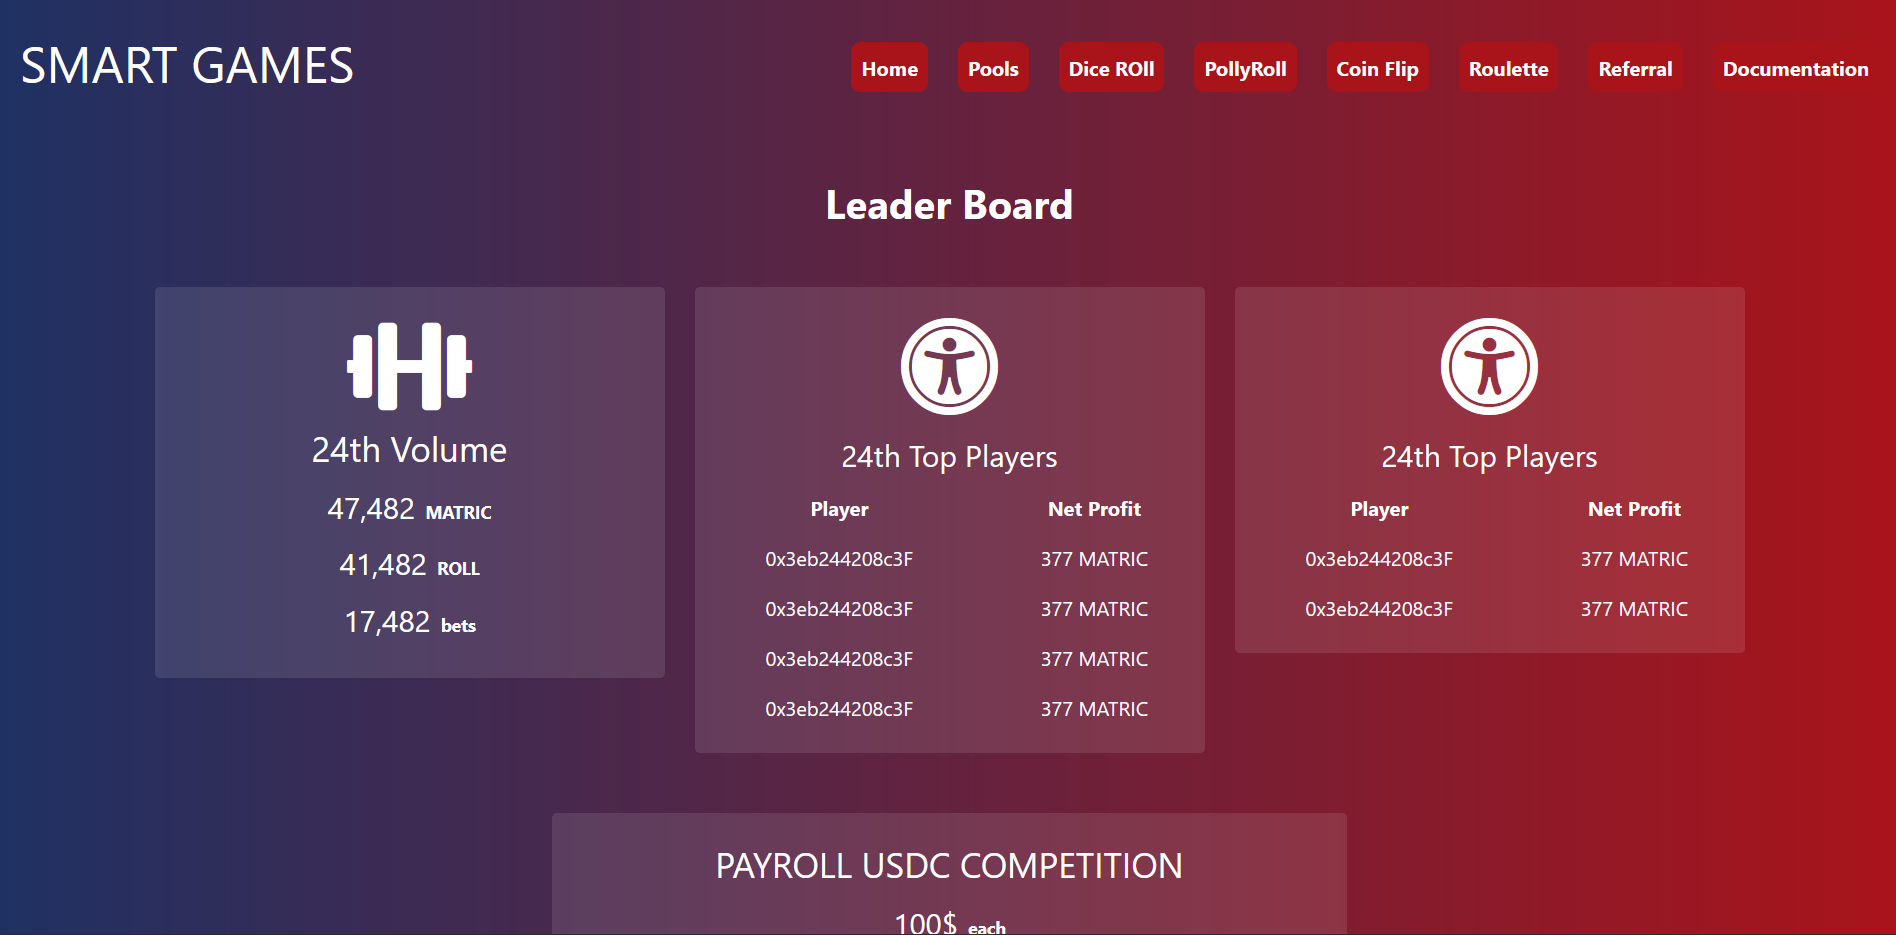 SMART GAMES
Home Pools Dice ROll PollyRoll Coin Flip Roulette Referral Documentation
Leader Board
24th Volume
47,482 MATRIC
41,482 ROLL
17,482 bets
24th Top Players
Player Net Profit
0x3eb244208c3F 377 MATRIC
0x3eb244208c3F 377 MATRIC
0x3eb244208c3F 377 MATRIC
0x3eb244208c3F 377 MATRIC
24th Top Players
Player Net Profit
0x3eb244208c3F 377 MATRIC
0x3eb244208c3F 377 MATRIC
PAYROLL USDC COMPETITION
100$ each